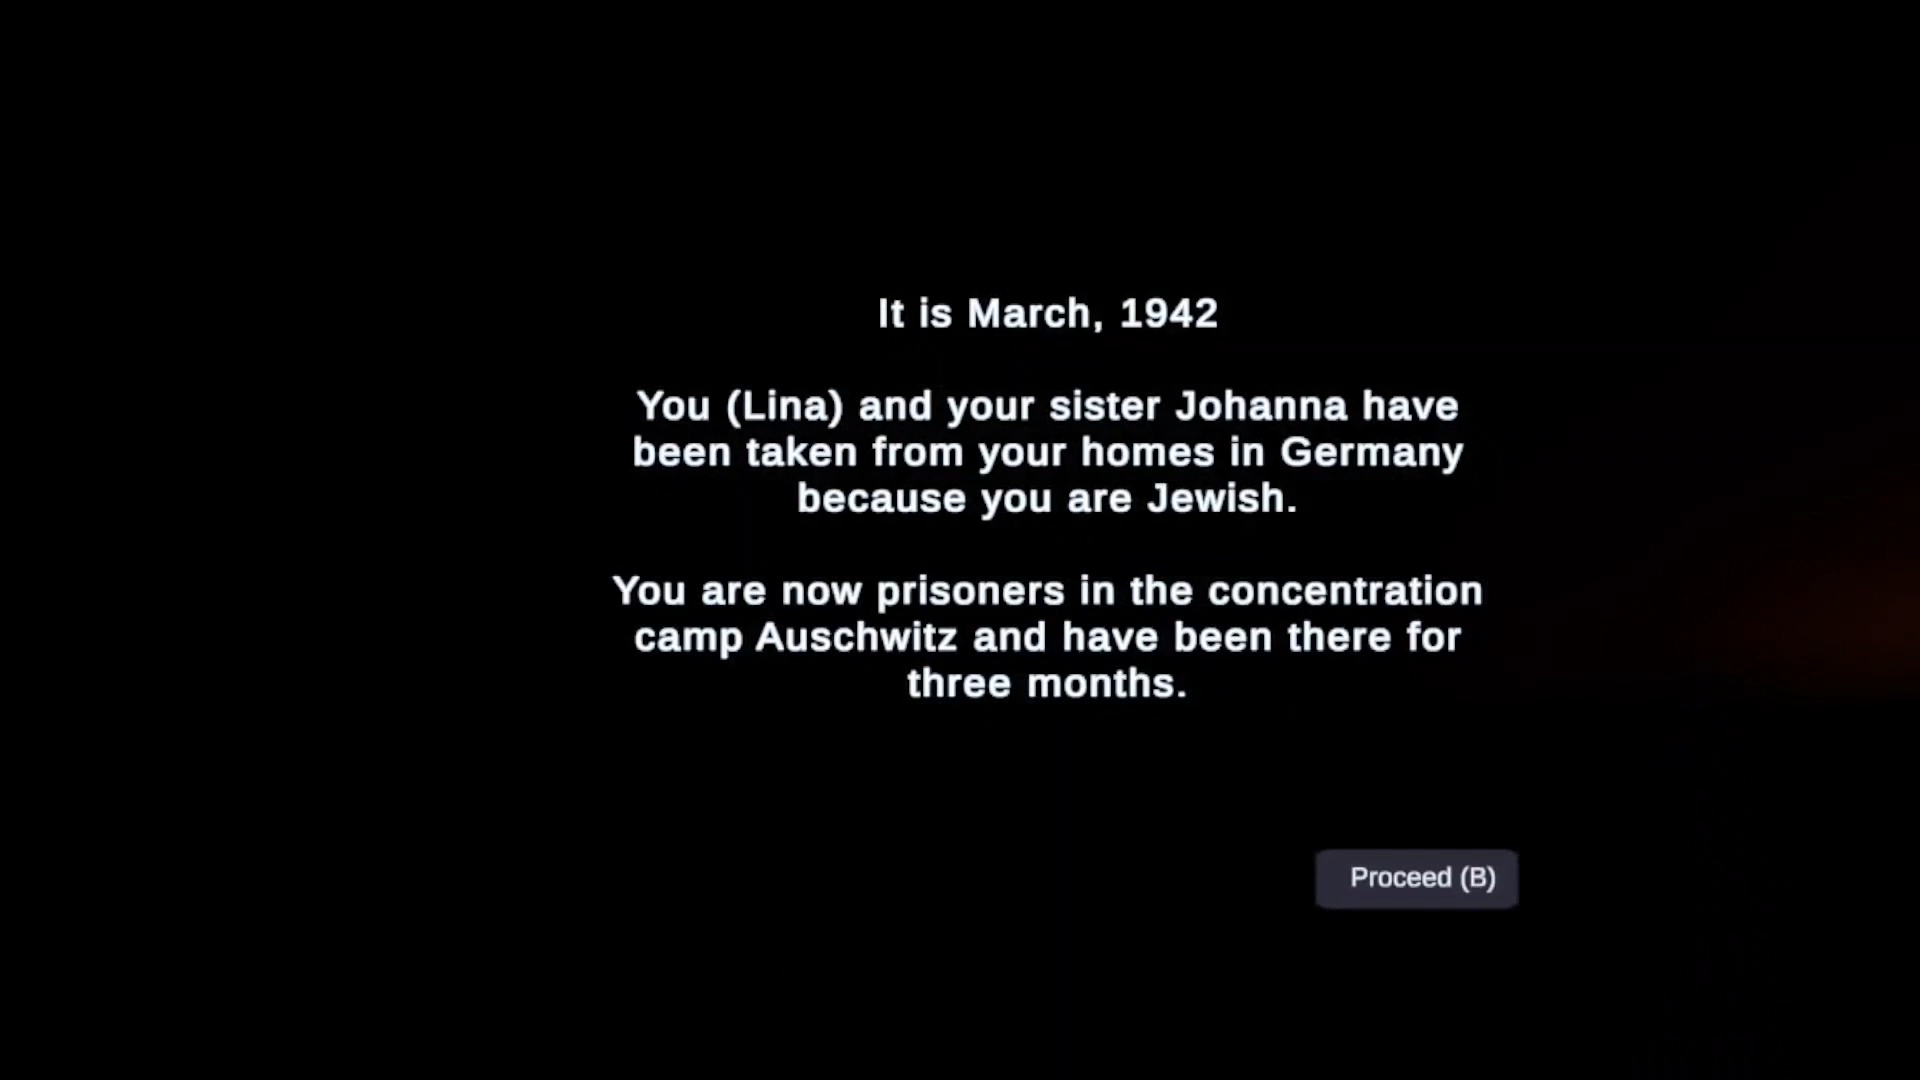 It is March, 1942
You (Lina) and your sister Johanna have
been taken from your homes in Germany
because you are Jewish.
You are now prisoners in the concentration
camp Auschwitz and have been there for
three months.
Proceed (B)